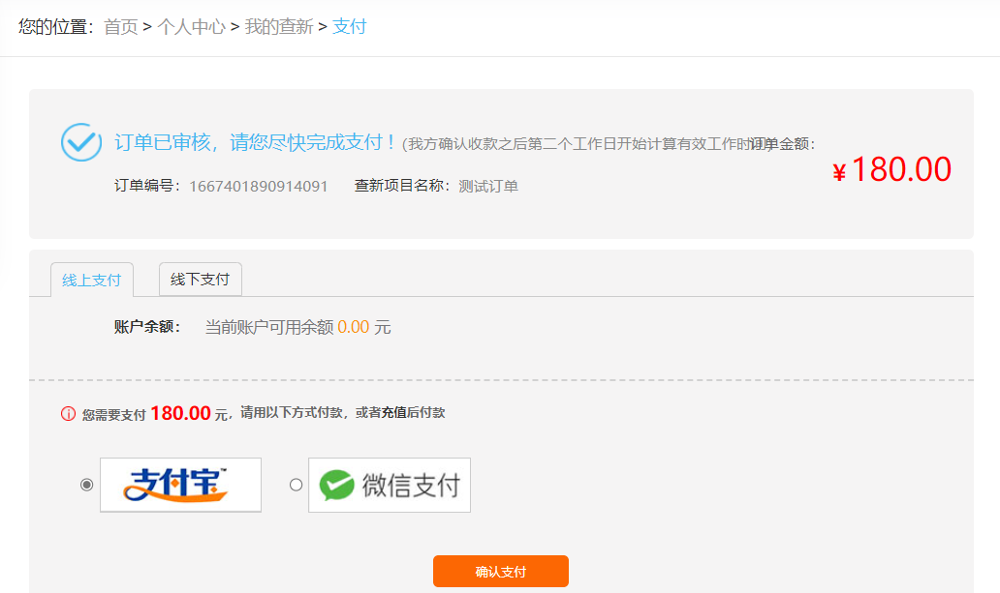 您的位置：首页 > 个人中心 > 我的查新 > 支付
订单已审核，请您尽快完成支付！(我方确认收款之后第二个工作日开始计算有效工作时间)
订单金额：
¥180.00
订单编号：1667401890914091 查新项目名称：测试订单
线上支付 线下支付
账户余额： 当前账户可用余额 0.00 元
您需要支付 180.00 元，请用以下方式付款，或者充值后付款
支付宝™ 微信支付
确认支付